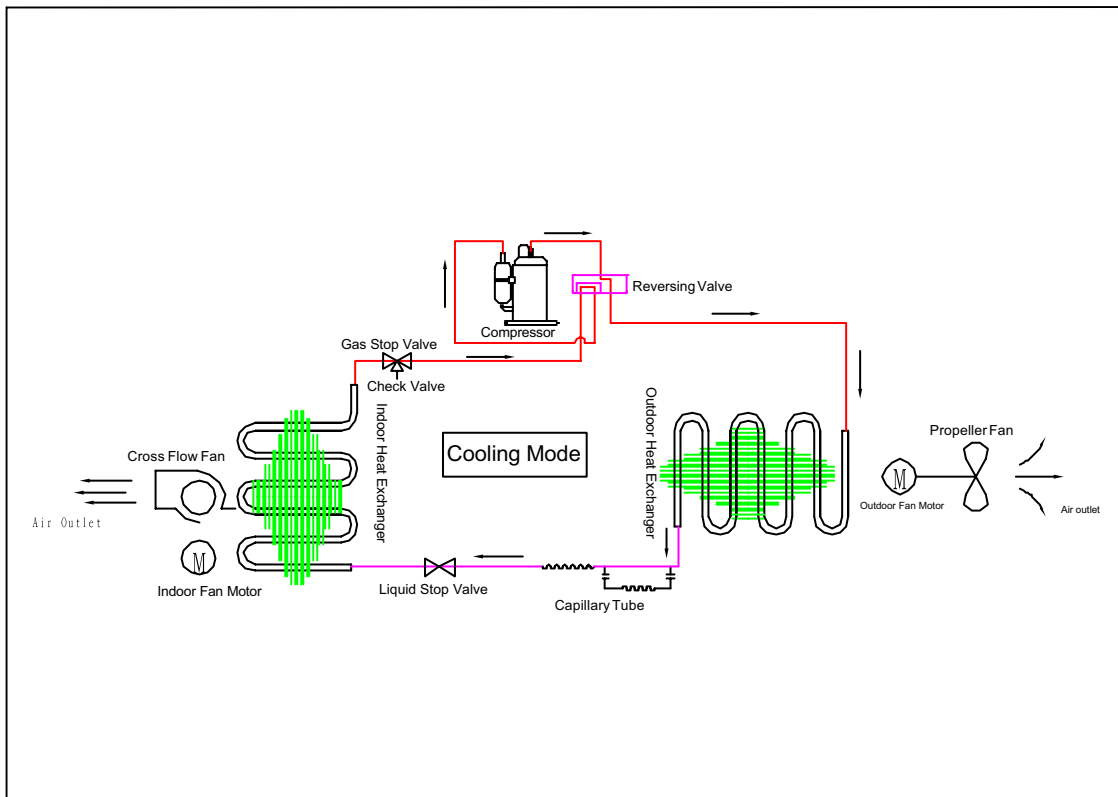 Reversing Valve
Compressor
Gas Stop Valve
Check Valve
Indoor Heat Exchanger
Outdoor Heat Exchanger
Cooling Mode
Cross Flow Fan
Propeller Fan
M
Outdoor Fan Motor
Air outlet
Air Outlet
M
Indoor Fan Motor
Liquid Stop Valve
Capillary Tube